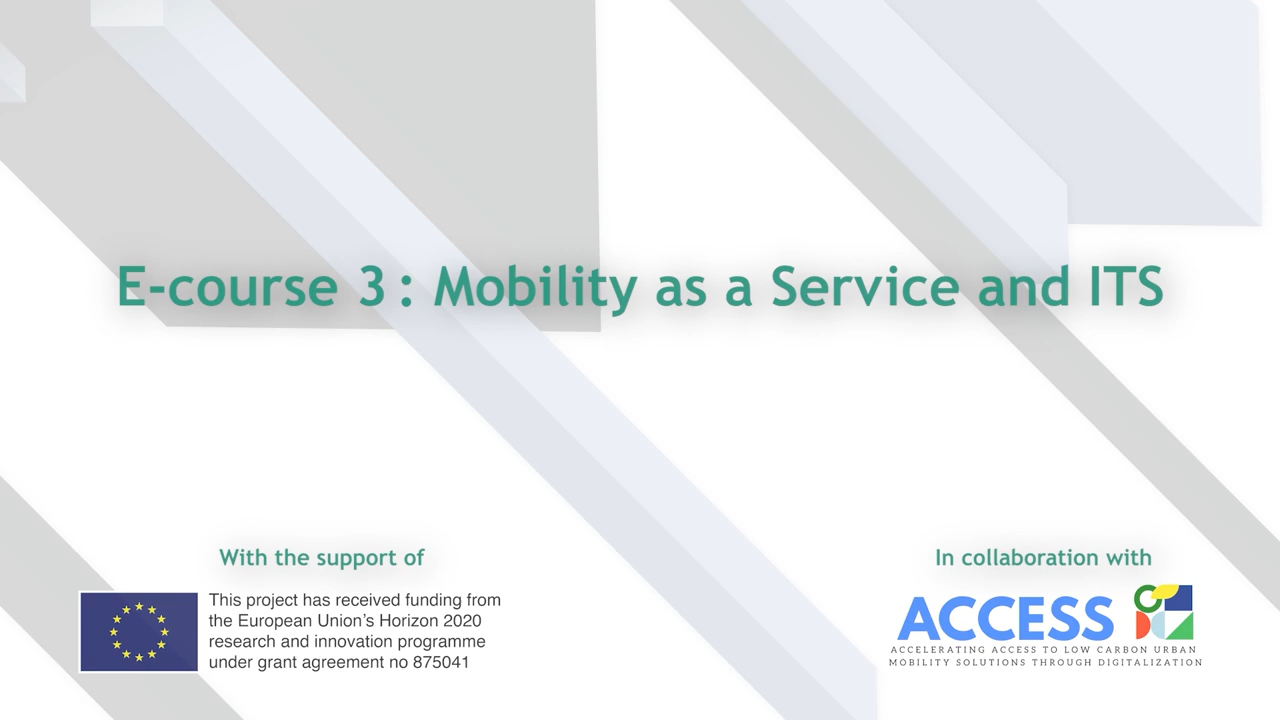 E-course 3 : Mobility as a Service and ITS
With the support of
This project has received funding from
the European Union's Horizon 2020
research and innovation programme
under grant agreement no 875041
In collaboration with
ACCESS
ACCELERATING ACCESS TO LOW CARBON URBAN
MOBILITY SOLUTIONS THROUGH DIGITALIZATION